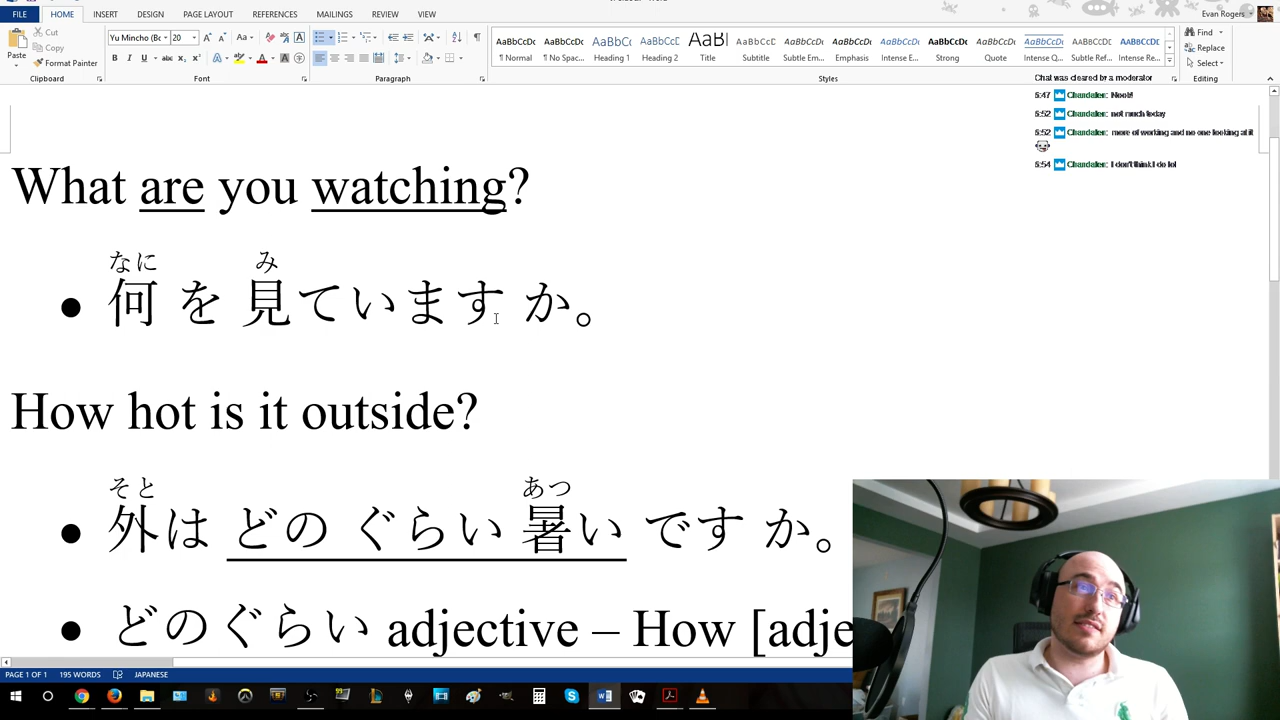 FILE HOME INSERT DESIGN PAGE LAYOUT REFERENCES MAILINGS REVIEW VIEW Evan Rogers
Paste
Cut
Copy
Format Painter
Clipboard
Yu Mincho (Bo 20
Font
Paragraph
AaBbCcDc AaBbCcDc AaBbCc AaBbCcC AaBl AaBbCcC AaBbCcDc AaBbCcDc AaBbCcDc AaBbCcDc AaBbCcDc AaBbCcDc AaBbCcDc AaBbCcDc
¶ Normal ¶ No Spac... Heading 1 Heading 2 Title Subtitle Subtle Em... Emphasis Intense E... Strong Quote Intense Q... Subtle Ref... Intense Re...
Styles
Find
Replace
Select
Editing
Chat was cleared by a moderator
5:47 Chandaler:
5:52 Chandaler: not much today
5:52 Chandaler: more of working and no one looking at it
5:54 Chandaler: I don't think I do lol
What are you watching?
なに み
● 何 を 見ています か。
How hot is it outside?
そと あつ
● 外は どの ぐらい 暑い です か。
● どのぐらい adjective – How [adje
PAGE 1 OF 1 195 WORDS JAPANESE